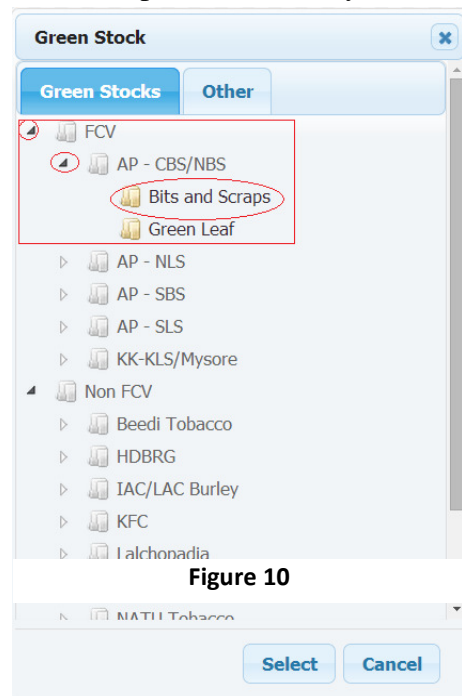 Green Stock
Green Stocks Other
FCV
AP - CBS/NBS
Bits and Scraps
Green Leaf
AP - NLS
AP - SBS
AP - SLS
KK-KLS/Mysore
Non FCV
Beedi Tobacco
HDBRG
IAC/LAC Burley
KFC
Lalchopadia
Figure 10
NATU Tobacco
Select Cancel